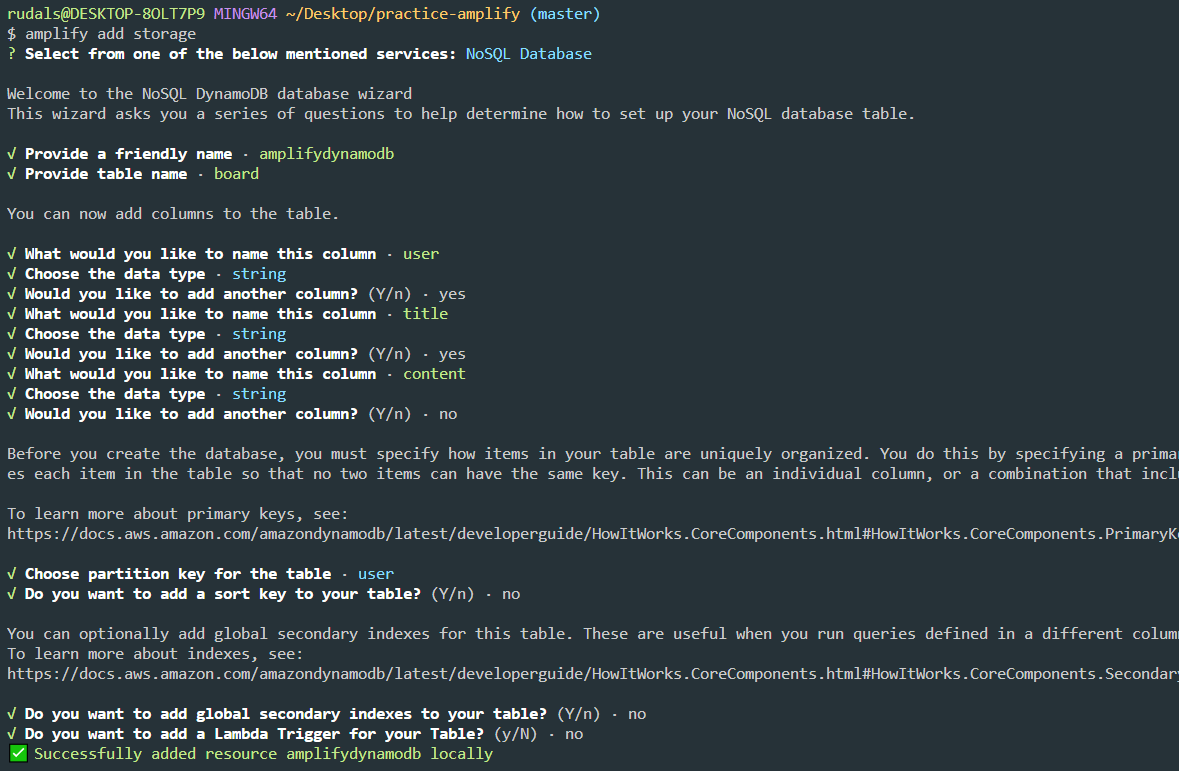 rudals@DESKTOP-8OLT7P9 MINGW64 ~/Desktop/practice-amplify (master)
$ amplify add storage
? Select from one of the below mentioned services: NoSQL Database
Welcome to the NoSQL DynamoDB database wizard
This wizard asks you a series of questions to help determine how to set up your NoSQL database table.
√ Provide a friendly name · amplifydynamodb
√ Provide table name · board
You can now add columns to the table.
√ What would you like to name this column · user
√ Choose the data type · string
√ Would you like to add another column? (Y/n) · yes
√ What would you like to name this column · title
√ Choose the data type · string
√ Would you like to add another column? (Y/n) · yes
√ What would you like to name this column · content
√ Choose the data type · string
√ Would you like to add another column? (Y/n) · no
Before you create the database, you must specify how items in your table are uniquely organized. You do this by specifying a prima
es each item in the table so that no two items can have the same key. This can be an individual column, or a combination that incl
To learn more about primary keys, see:
https://docs.aws.amazon.com/amazondynamodb/latest/developerguide/HowItWorks.CoreComponents.html#HowItWorks.CoreComponents.PrimaryK
√ Choose partition key for the table · user
√ Do you want to add a sort key to your table? (Y/n) · no
You can optionally add global secondary indexes for this table. These are useful when you run queries defined in a different colum
To learn more about indexes, see:
https://docs.aws.amazon.com/amazondynamodb/latest/developerguide/HowItWorks.CoreComponents.html#HowItWorks.CoreComponents.Secondary
√ Do you want to add global secondary indexes to your table? (Y/n) · no
√ Do you want to add a Lambda Trigger for your Table? (y/N) · no
✅ Successfully added resource amplifydynamodb locally